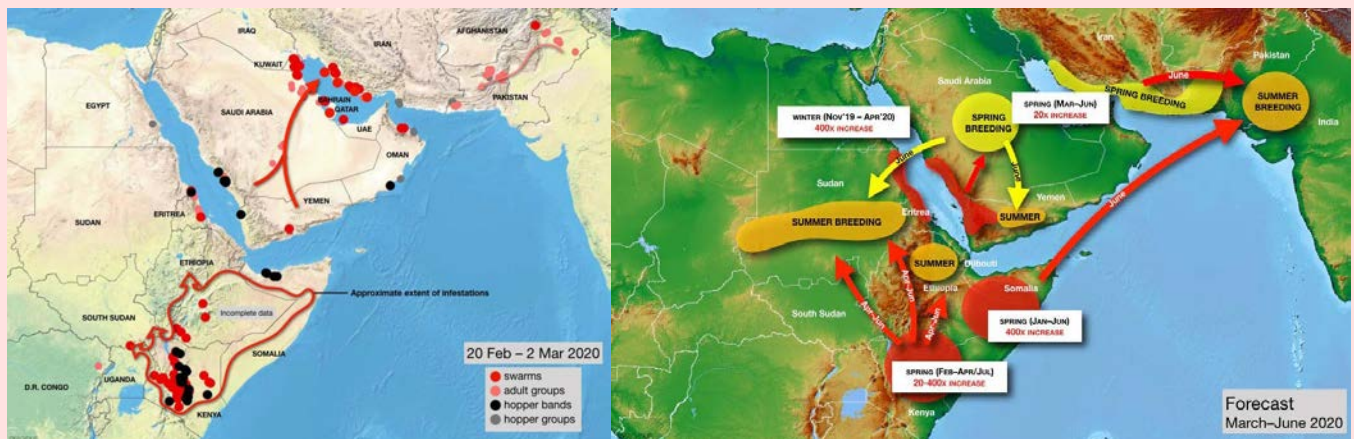 IRAQ
IRAN
AFGHANISTAN
KUWAIT
EGYPT
BAHRAIN
QATAR
PAKISTAN
SAUDI ARABIA
UAE
OMAN
YEMEN
ERITREA
SUDAN
ETHIOPIA
Approximate extent of infestations
Incomplete data
SOUTH SUDAN
SOMALIA
UGANDA
D.R. CONGO
KENYA
20 Feb – 2 Mar 2020
swarms
adult groups
hopper bands
hopper groups
Iran
Pakistan
June
Saudi Arabia
SPRING BREEDING
SUMMER
BREEDING
WINTER (NOV'19 – APR'20)
400X INCREASE
SPRING
BREEDING
SPRING (MAR–JUN)
20X INCREASE
India
June
June
June
Sudan
Yemen
SUMMER BREEDING
Eritrea
SUMMER
SUMMER
Djibouti
Ethiopia
Somalia
Apr-Jun
Apr-Jun
Apr-Jun
South Sudan
SPRING (JAN–JUN)
400X INCREASE
SPRING (FEB–APR/JUL)
20-400X INCREASE
Kenya
Forecast
March–June 2020